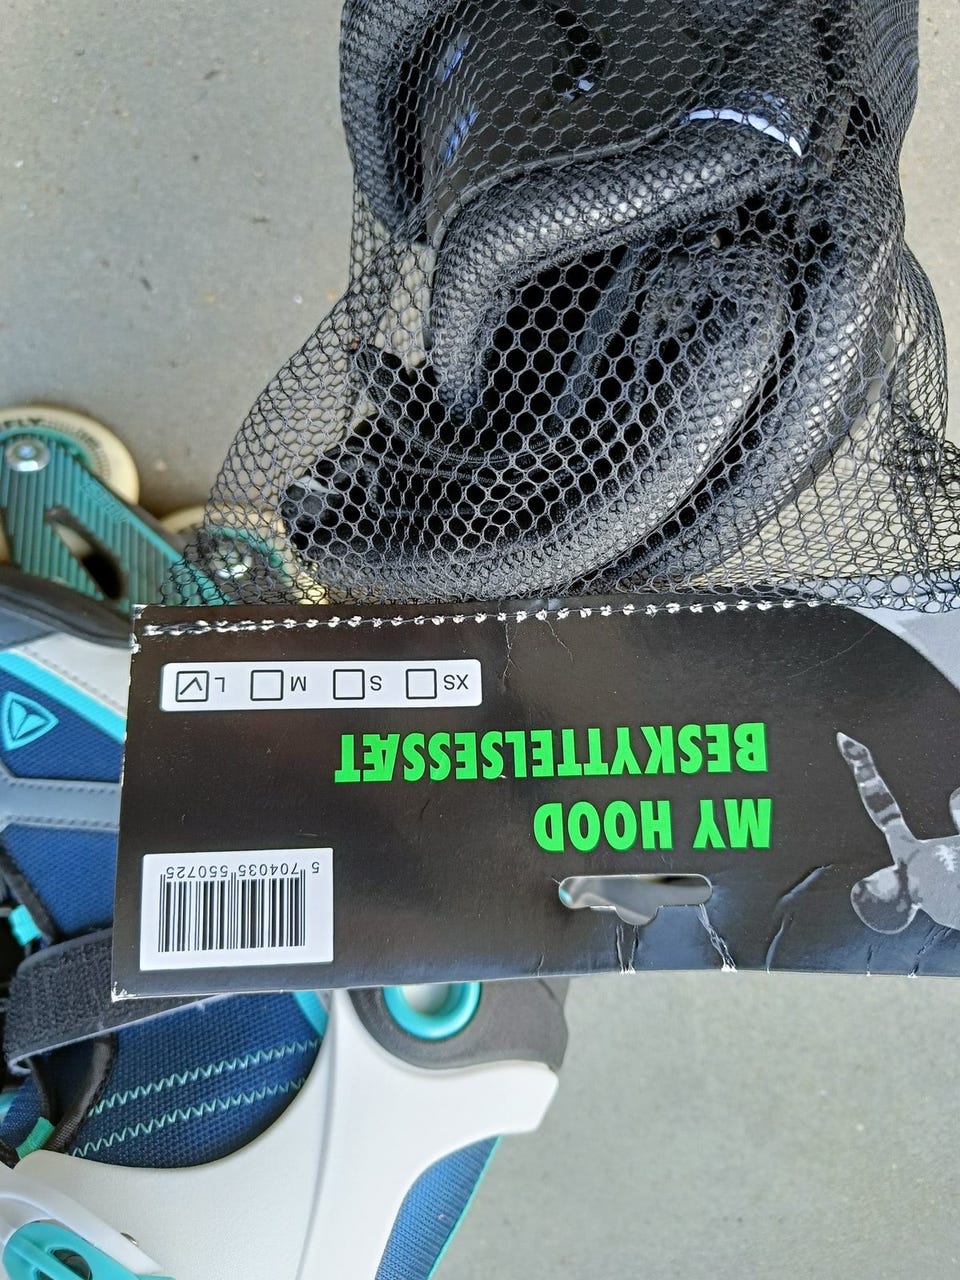 MY HOOD
BESKYTTELSESSÆT
XS S M L
5 704035 550725